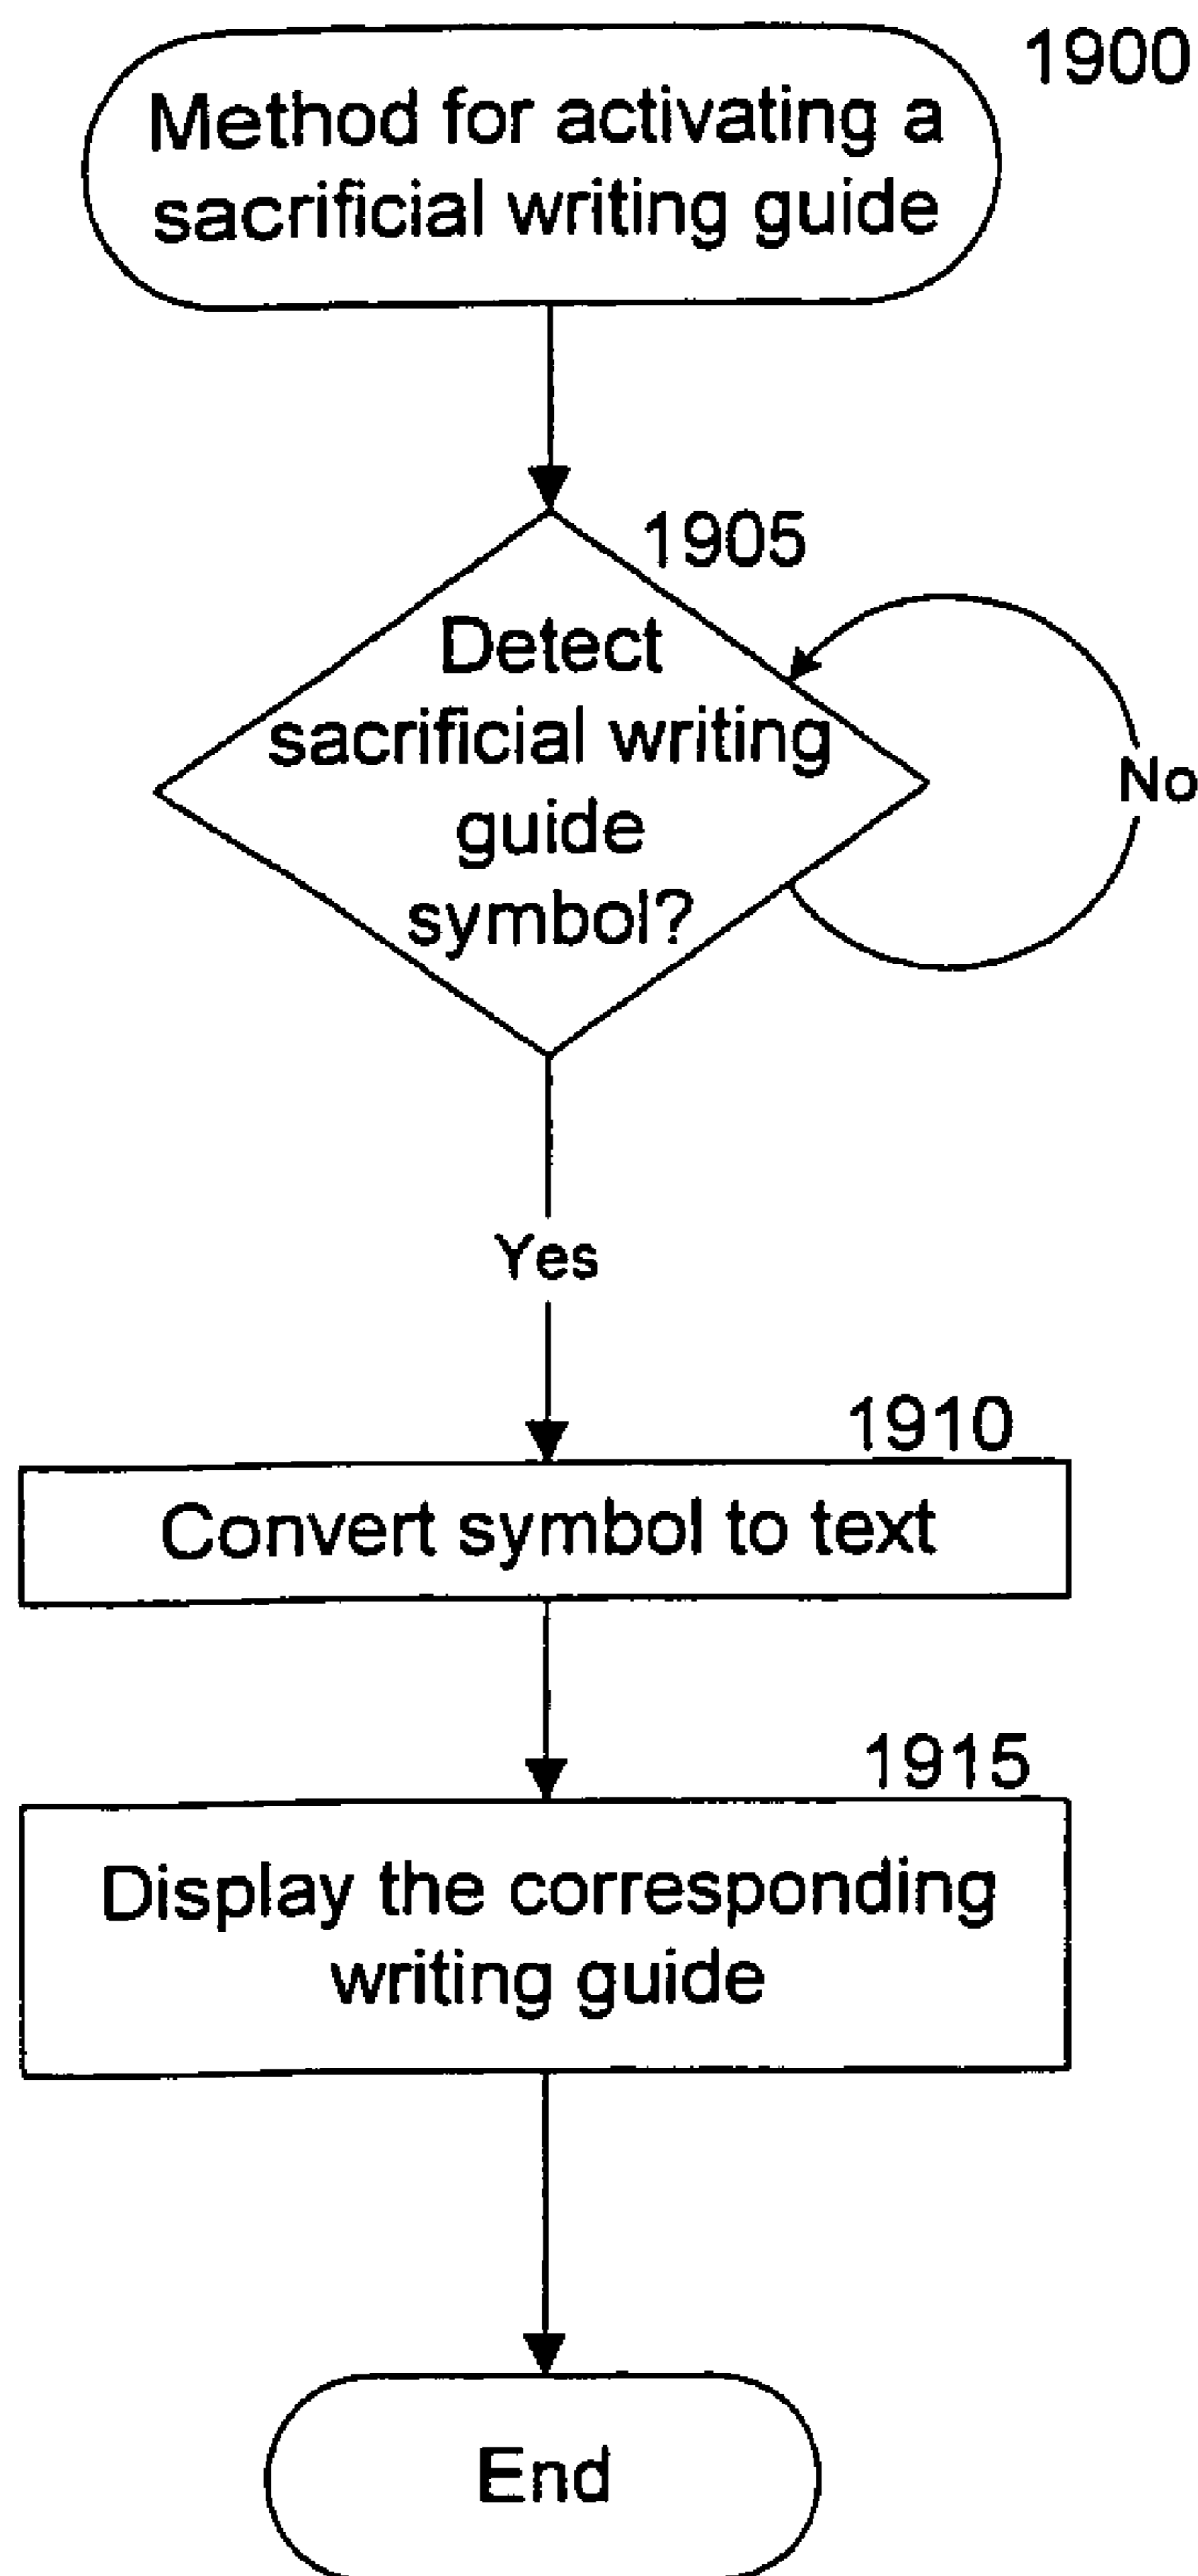 1900
Method for activating a
sacrificial writing guide
1905
Detect
sacrificial writing
guide
symbol?
No
Yes
1910
Convert symbol to text
1915
Display the corresponding
writing guide
End